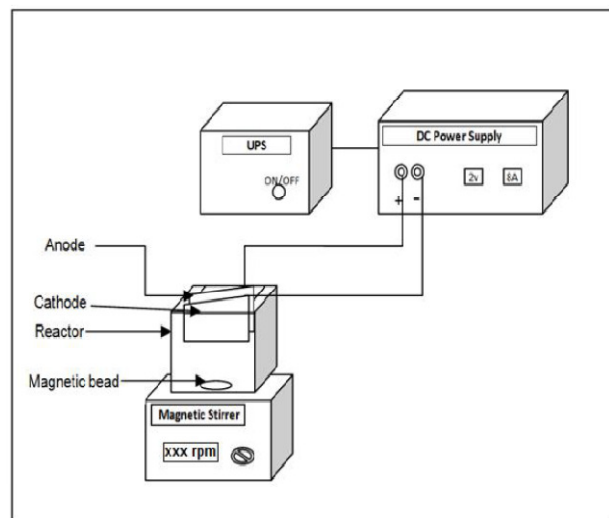 DC Power Supply
UPS
ON/OFF
2v
8A
+ -
Anode
Cathode
Reactor
Magnetic bead
Magnetic Stirrer
xxx rpm